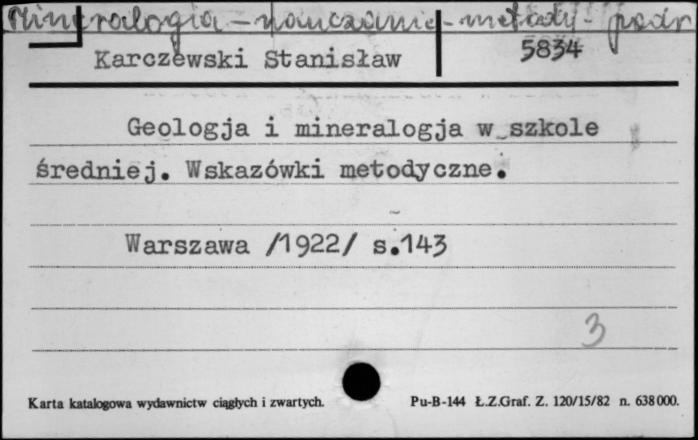 Mineralogia - nauczanie - metody - podr
Karczewski Stanisław
5834
Geologja i mineralogja w szkole
średniej. Wskazówki metodyczne.
Warszawa /1922/ s.143
3
Karta katalogowa wydawnictw ciągłych i zwartych.
Pu-B-144 Ł.Z.Graf. Z. 120/15/82 n. 638000.